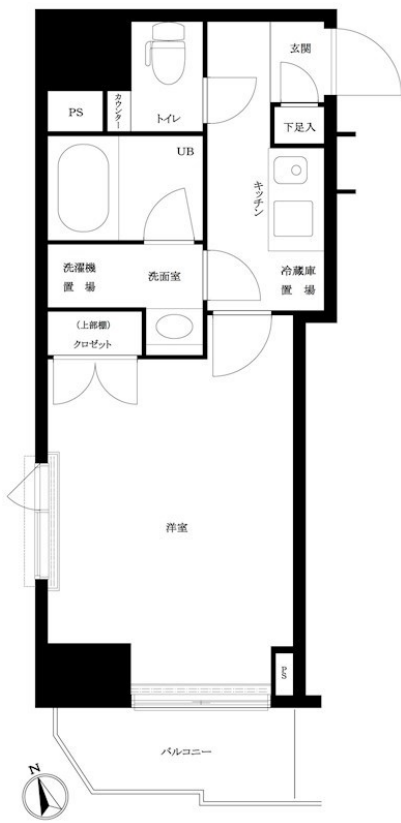 玄関
PS
カウンター
トイレ
下足入
UB
キッチン
洗濯機
置　場
洗面室
冷蔵庫
置　場
(上部棚)
クロゼット
洋室
PS
バルコニー
N